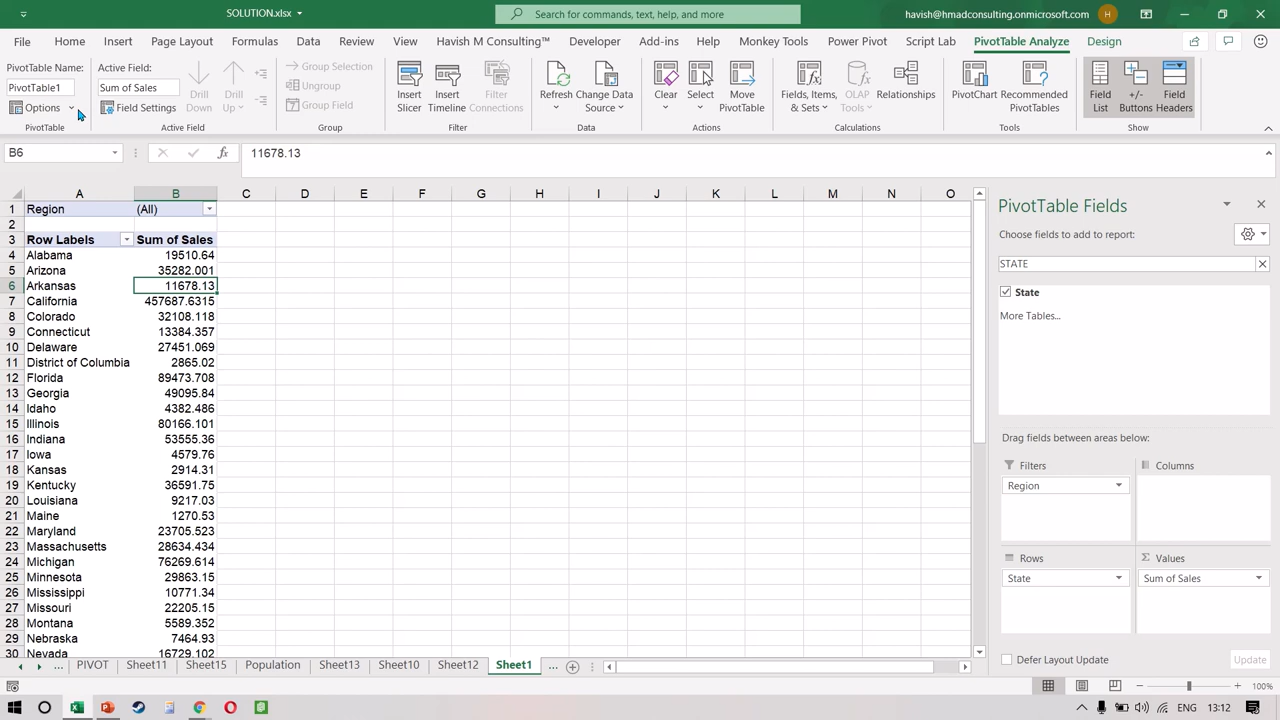 SOLUTION.xlsx
Search for commands, text, help, and more
havish@hmadconsulting.onmicrosoft.com
H
File Home Insert Page Layout Formulas Data Review View Havish M Consulting™ Developer Add-ins Help Monkey Tools Power Pivot Script Lab PivotTable Analyze Design
PivotTable Name:
PivotTable1
Options
PivotTable
Active Field:
Sum of Sales
Field Settings
Drill Down
Drill Up
Active Field
Group Selection
Ungroup
Group Field
Group
Insert Slicer
Insert Timeline
Filter Connections
Filter
Refresh
Change Data Source
Data
Clear
Select
Move PivotTable
Actions
Fields, Items, & Sets
OLAP Tools
Relationships
Calculations
PivotChart
Recommended PivotTables
Tools
Field List
+/- Buttons
Field Headers
Show
B6
fx
11678.13
A B C D E F G H I J K L M N O
1 Region (All)
2
3 Row Labels Sum of Sales
4 Alabama 19510.64
5 Arizona 35282.001
6 Arkansas 11678.13
7 California 457687.6315
8 Colorado 32108.118
9 Connecticut 13384.357
10 Delaware 27451.069
11 District of Columbia 2865.02
12 Florida 89473.708
13 Georgia 49095.84
14 Idaho 4382.486
15 Illinois 80166.101
16 Indiana 53555.36
17 Iowa 4579.76
18 Kansas 2914.31
19 Kentucky 36591.75
20 Louisiana 9217.03
21 Maine 1270.53
22 Maryland 23705.523
23 Massachusetts 28634.434
24 Michigan 76269.614
25 Minnesota 29863.15
26 Mississippi 10771.34
27 Missouri 22205.15
28 Montana 5589.352
29 Nebraska 7464.93
30 Nevada 16729.102
PivotTable Fields
Choose fields to add to report:
STATE
State
More Tables...
Drag fields between areas below:
Filters
Region
Columns
Rows
State
Σ Values
Sum of Sales
Defer Layout Update
Update
... PIVOT Sheet11 Sheet15 Population Sheet13 Sheet10 Sheet12 Sheet1 ...
100%
ENG 13:12